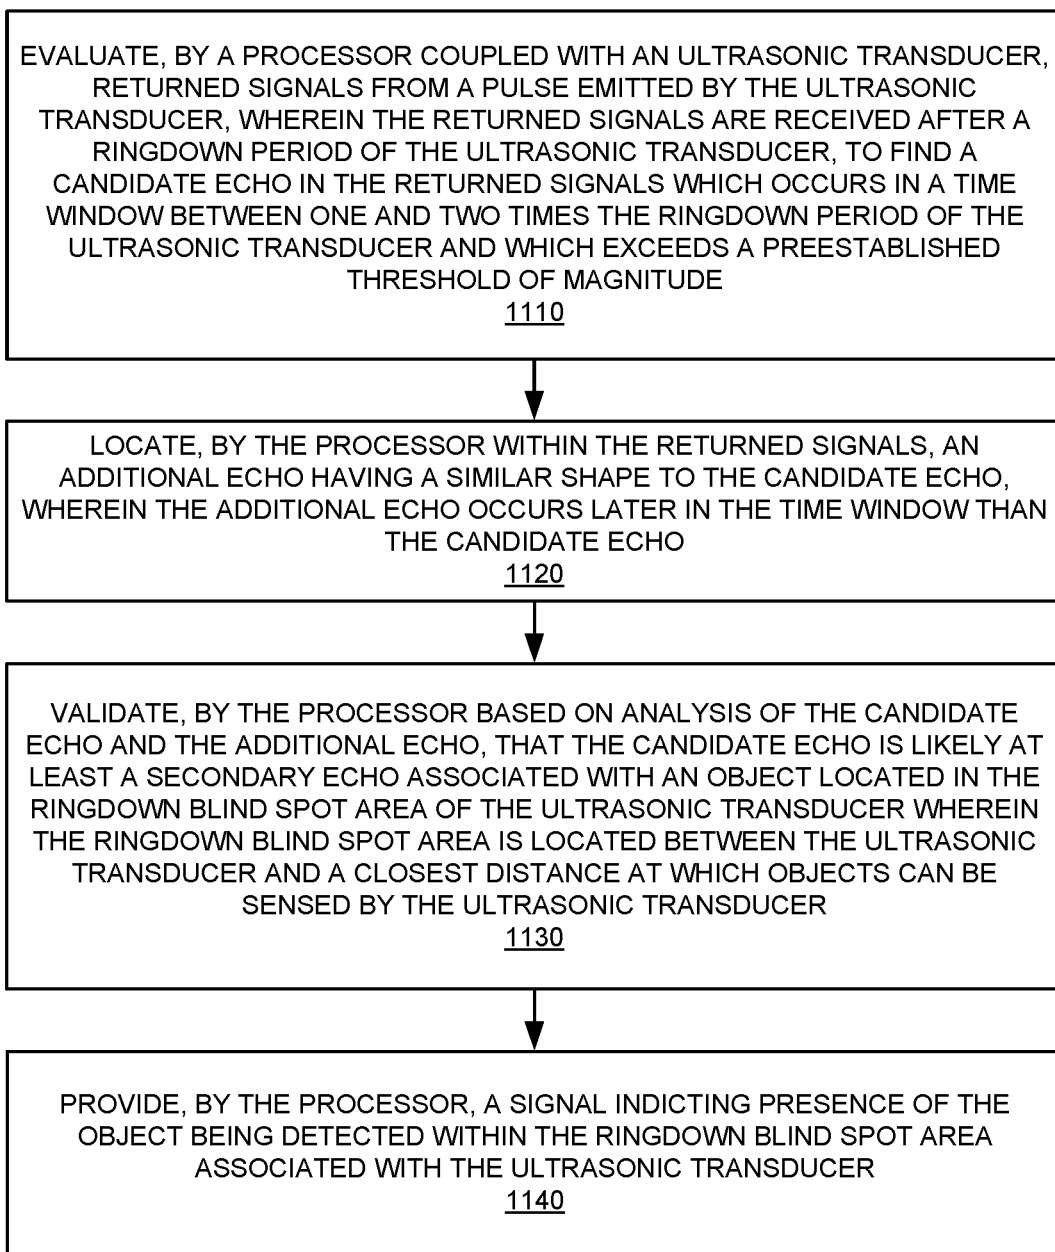 EVALUATE, BY A PROCESSOR COUPLED WITH AN ULTRASONIC TRANSDUCER,
RETURNED SIGNALS FROM A PULSE EMITTED BY THE ULTRASONIC
TRANSDUCER, WHEREIN THE RETURNED SIGNALS ARE RECEIVED AFTER A
RINGDOWN PERIOD OF THE ULTRASONIC TRANSDUCER, TO FIND A
CANDIDATE ECHO IN THE RETURNED SIGNALS WHICH OCCURS IN A TIME
WINDOW BETWEEN ONE AND TWO TIMES THE RINGDOWN PERIOD OF THE
ULTRASONIC TRANSDUCER AND WHICH EXCEEDS A PREESTABLISHED
THRESHOLD OF MAGNITUDE
1110
LOCATE, BY THE PROCESSOR WITHIN THE RETURNED SIGNALS, AN
ADDITIONAL ECHO HAVING A SIMILAR SHAPE TO THE CANDIDATE ECHO,
WHEREIN THE ADDITIONAL ECHO OCCURS LATER IN THE TIME WINDOW THAN
THE CANDIDATE ECHO
1120
VALIDATE, BY THE PROCESSOR BASED ON ANALYSIS OF THE CANDIDATE
ECHO AND THE ADDITIONAL ECHO, THAT THE CANDIDATE ECHO IS LIKELY AT
LEAST A SECONDARY ECHO ASSOCIATED WITH AN OBJECT LOCATED IN THE
RINGDOWN BLIND SPOT AREA OF THE ULTRASONIC TRANSDUCER WHEREIN
THE RINGDOWN BLIND SPOT AREA IS LOCATED BETWEEN THE ULTRASONIC
TRANSDUCER AND A CLOSEST DISTANCE AT WHICH OBJECTS CAN BE
SENSED BY THE ULTRASONIC TRANSDUCER
1130
PROVIDE, BY THE PROCESSOR, A SIGNAL INDICTING PRESENCE OF THE
OBJECT BEING DETECTED WITHIN THE RINGDOWN BLIND SPOT AREA
ASSOCIATED WITH THE ULTRASONIC TRANSDUCER
1140